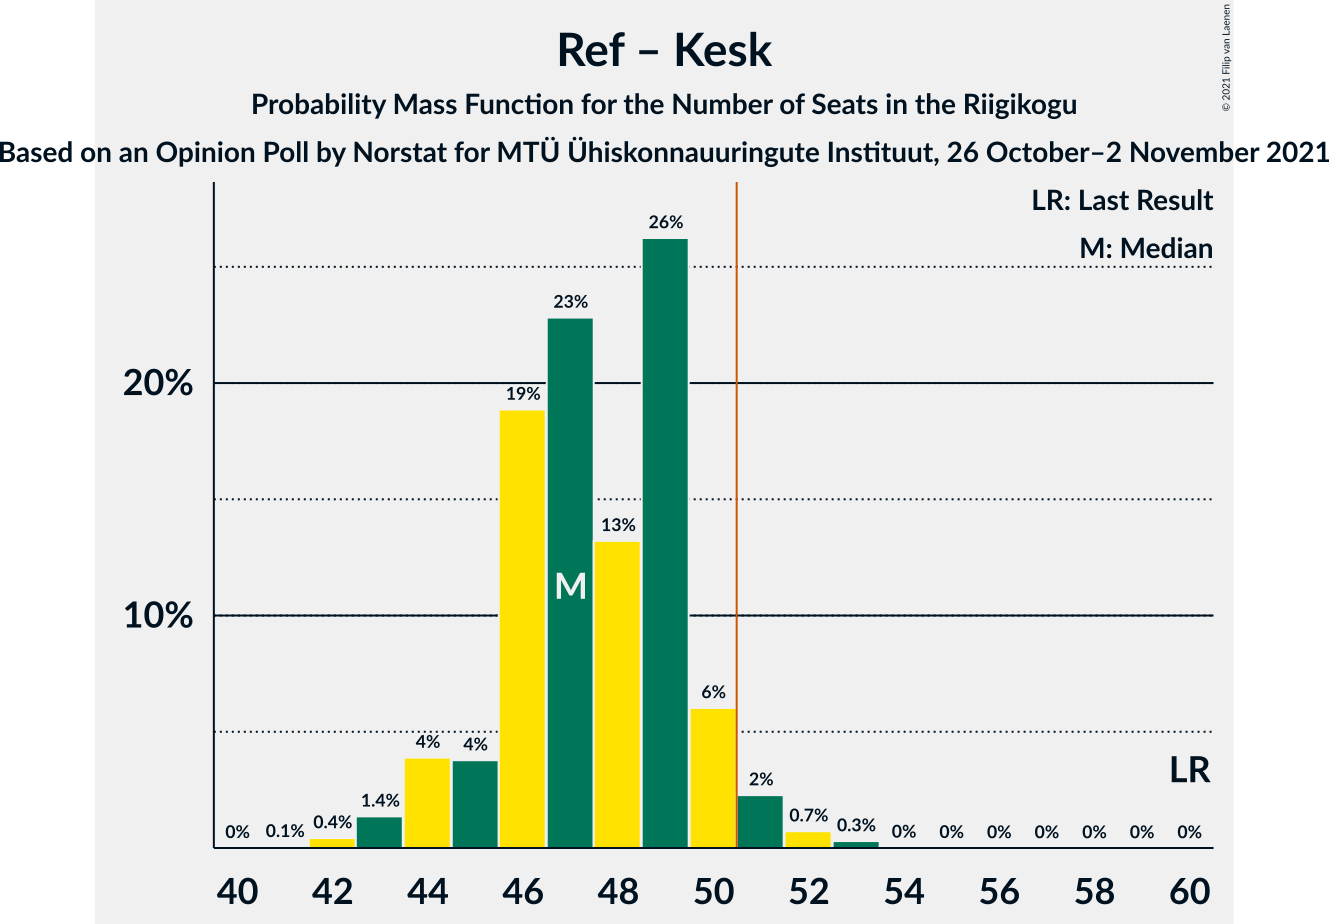 Ref – Kesk
Probability Mass Function for the Number of Seats in the Riigikogu
Based on an Opinion Poll by Norstat for MTÜ Ühiskonnauuringute Instituut, 26 October–2 November 2021
© 2021 Filip van Laenen
LR: Last Result
M: Median
26%
23%
20%
19%
13%
M
10%
6%
4% 4%
LR
2%
1.4%
0% 0.1% 0.4% 0.7% 0.3% 0% 0% 0% 0% 0% 0% 0%
40 42 44 46 48 50 52 54 56 58 60